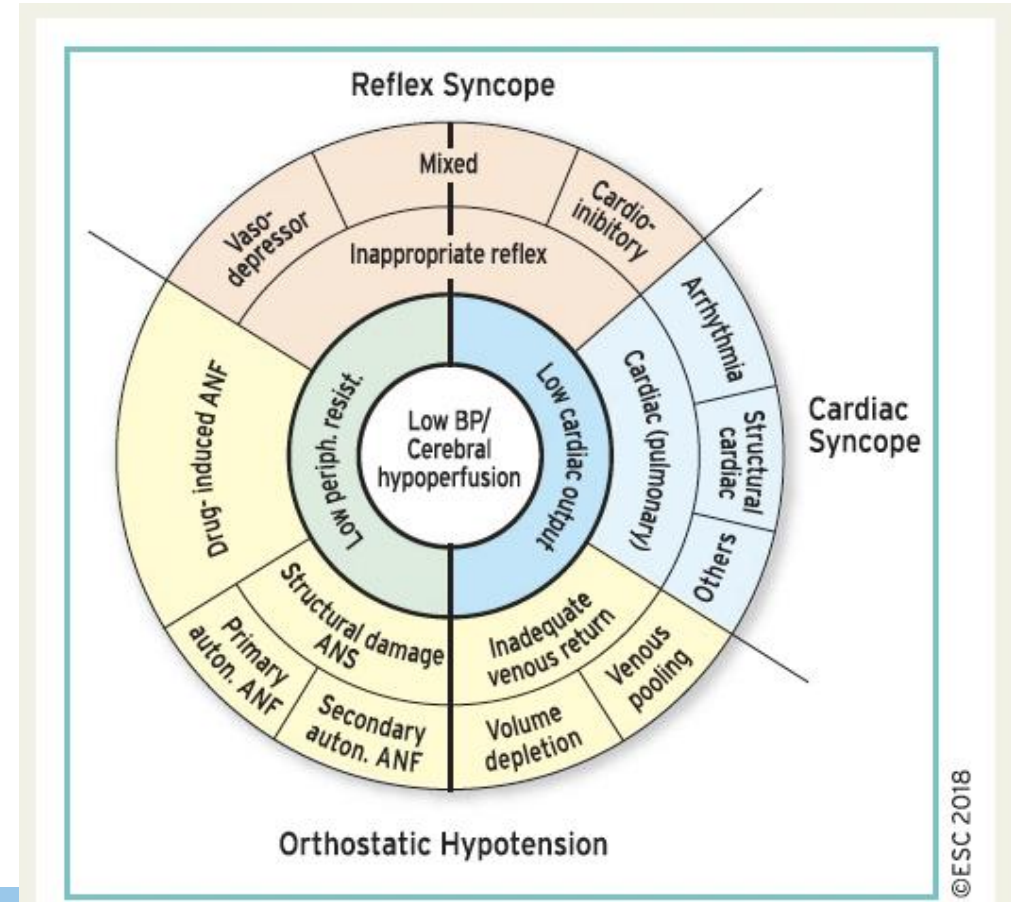 Reflex Syncope
Mixed
Vaso-
depressor
Cardio-
inibitory
Inappropriate reflex
Arrhythmia
Structural
cardiac
Others
Cardiac (pulmonary)
Cardiac
Syncope
Low periph. resist.
Low BP/
Cerebral
hypoperfusion
Low cardiac output
Drug- induced ANF
Structural damage
ANS
Primary
auton. ANF
Secondary
auton. ANF
Inadequate
venous return
Volume
depletion
Venous
pooling
Orthostatic Hypotension
©ESC 2018